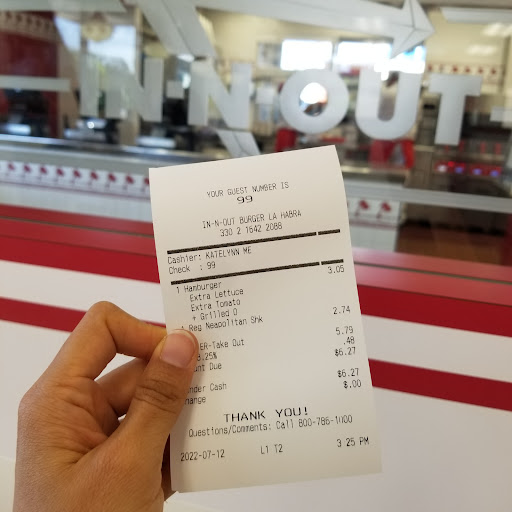 IN-N-OUT
YOUR GUEST NUMBER IS
99
IN-N-OUT BURGER LA HABRA
330 2 1642 2088
Cashier: KATELYNN ME
Check : 99
1 Hamburger 3.05
Extra Lettuce
Extra Tomato
+ Grilled O
Reg Neapolitan Shk 2.74
ER-Take Out 5.79
3.25% .48
unt Due $6.27
nder Cash $6.27
hange $.00
THANK YOU!
Questions/Comments: Call 800-786-1000
2022-07-12 L1 T2 3 25 PM